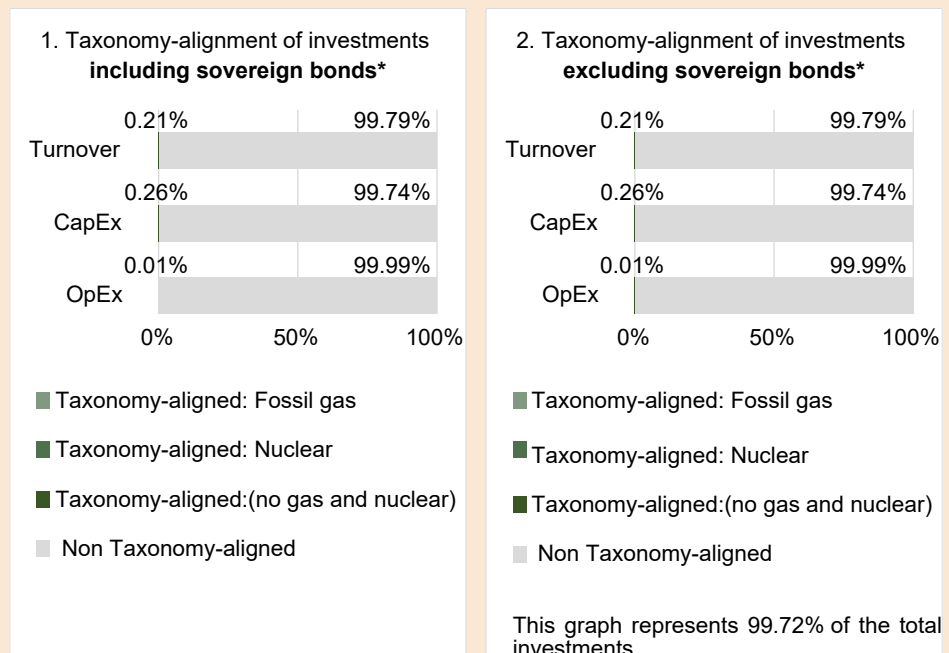 1. Taxonomy-alignment of investments
including sovereign bonds*
0.21% 99.79%
Turnover
0.26% 99.74%
CapEx
0.01% 99.99%
OpEx
0% 50% 100%
Taxonomy-aligned: Fossil gas
Taxonomy-aligned: Nuclear
Taxonomy-aligned:(no gas and nuclear)
Non Taxonomy-aligned
2. Taxonomy-alignment of investments
excluding sovereign bonds*
0.21% 99.79%
Turnover
0.26% 99.74%
CapEx
0.01% 99.99%
OpEx
0% 50% 100%
Taxonomy-aligned: Fossil gas
Taxonomy-aligned: Nuclear
Taxonomy-aligned:(no gas and nuclear)
Non Taxonomy-aligned
This graph represents 99.72% of the total
investments